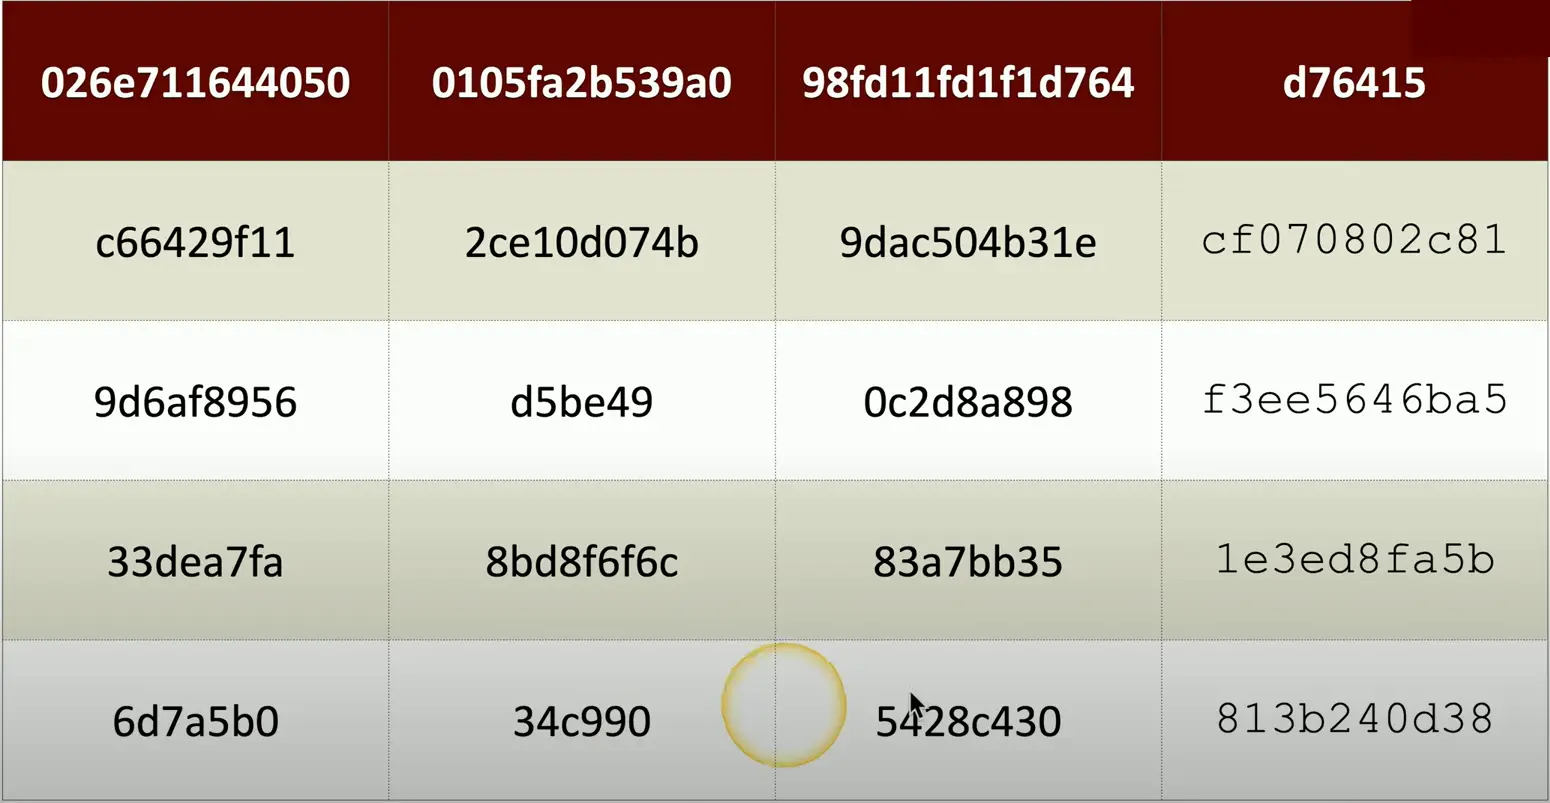 026e711644050 0105fa2b539a0 98fd11fd1f1d764 d76415
c66429f11 2ce10d074b 9dac504b31e cf070802c81
9d6af8956 d5be49 0c2d8a898 f3ee5646ba5
33dea7fa 8bd8f6f6c 83a7bb35 1e3ed8fa5b
6d7a5b0 34c990 5428c430 813b240d38